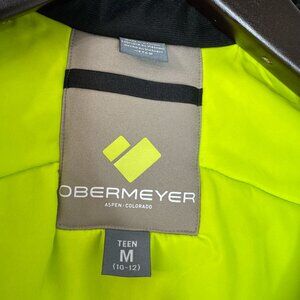 OBERMEYER
ASPEN · COLORADO
TEEN
M
(10-12)